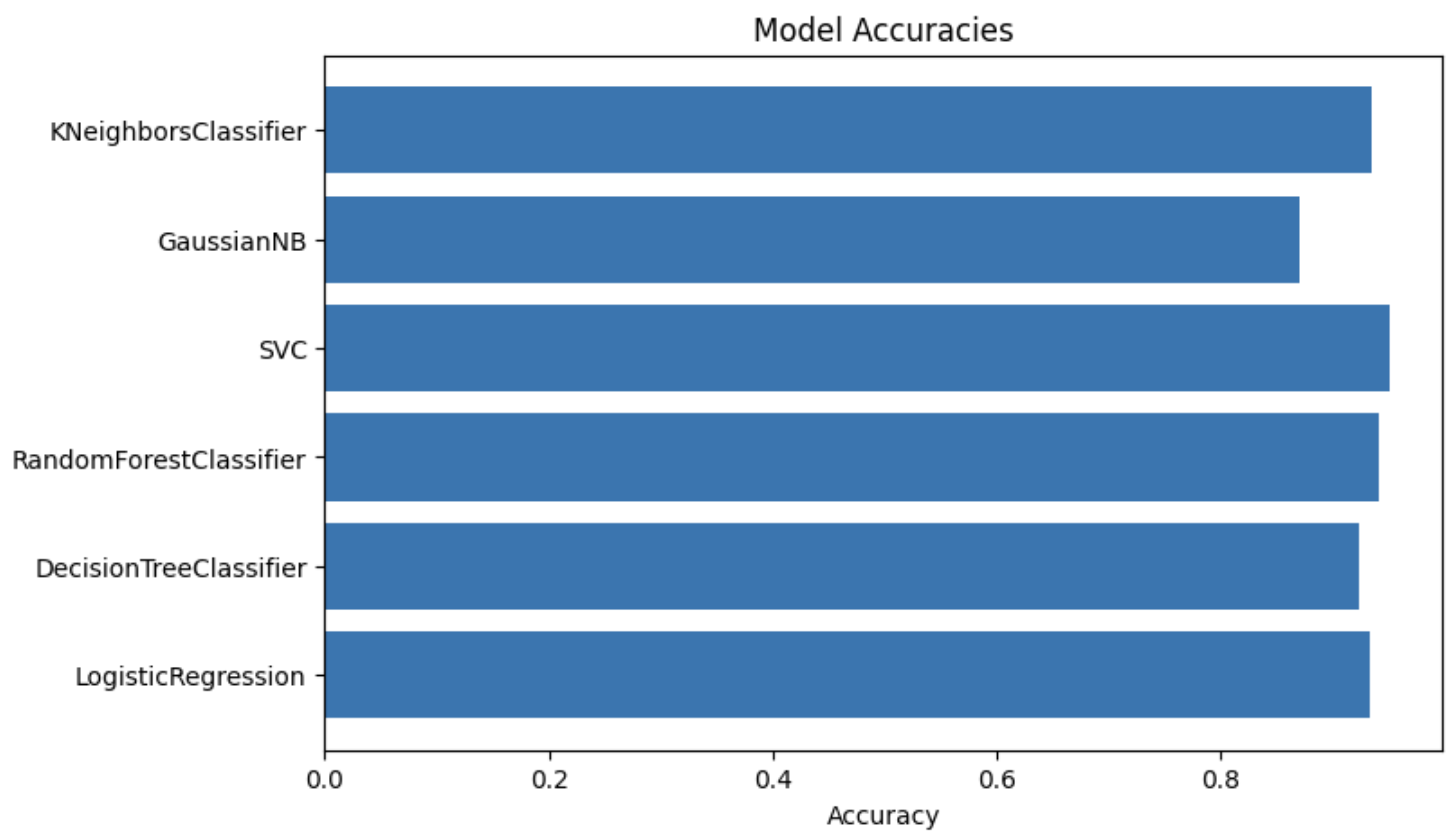 Model Accuracies
KNeighborsClassifier
GaussianNB
SVC
RandomForestClassifier
DecisionTreeClassifier
LogisticRegression
0.0 0.2 0.4 0.6 0.8
Accuracy